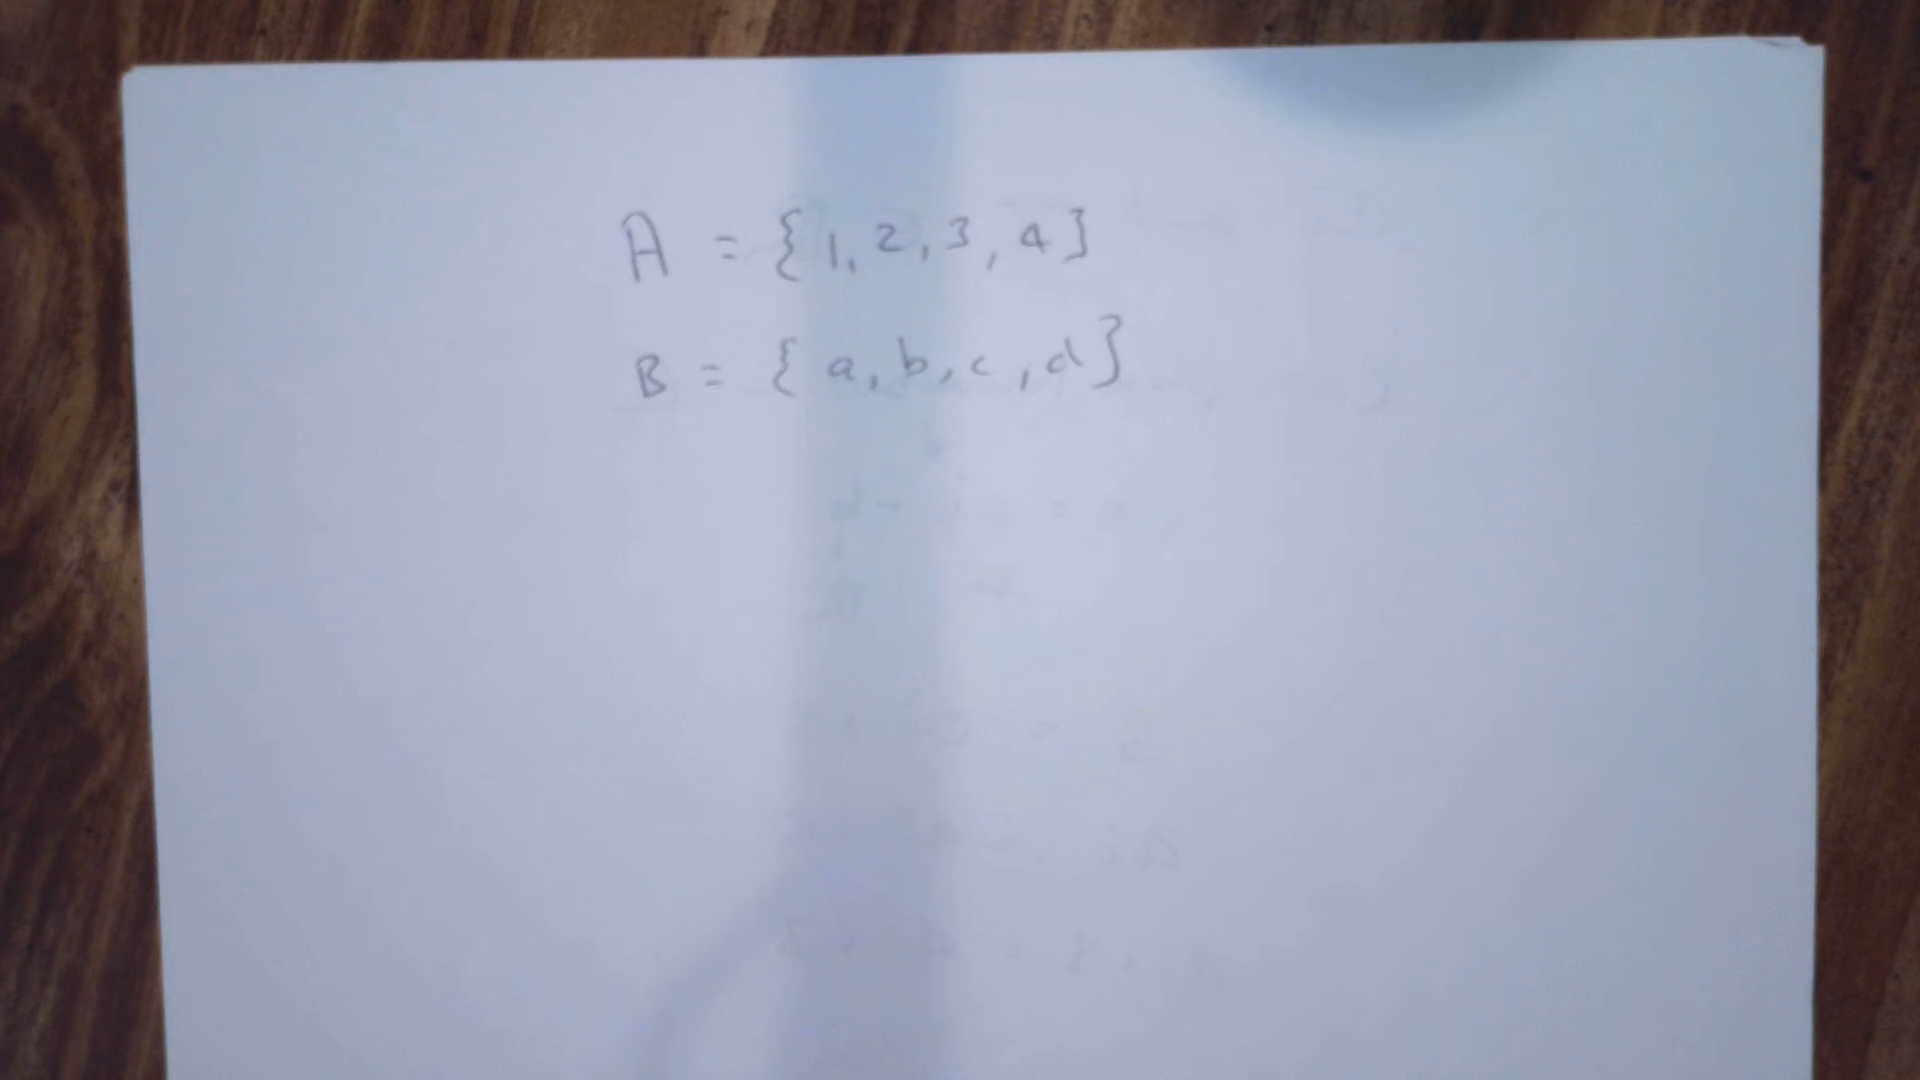 A = {1, 2, 3, 4}
B = {a, b, c, d}